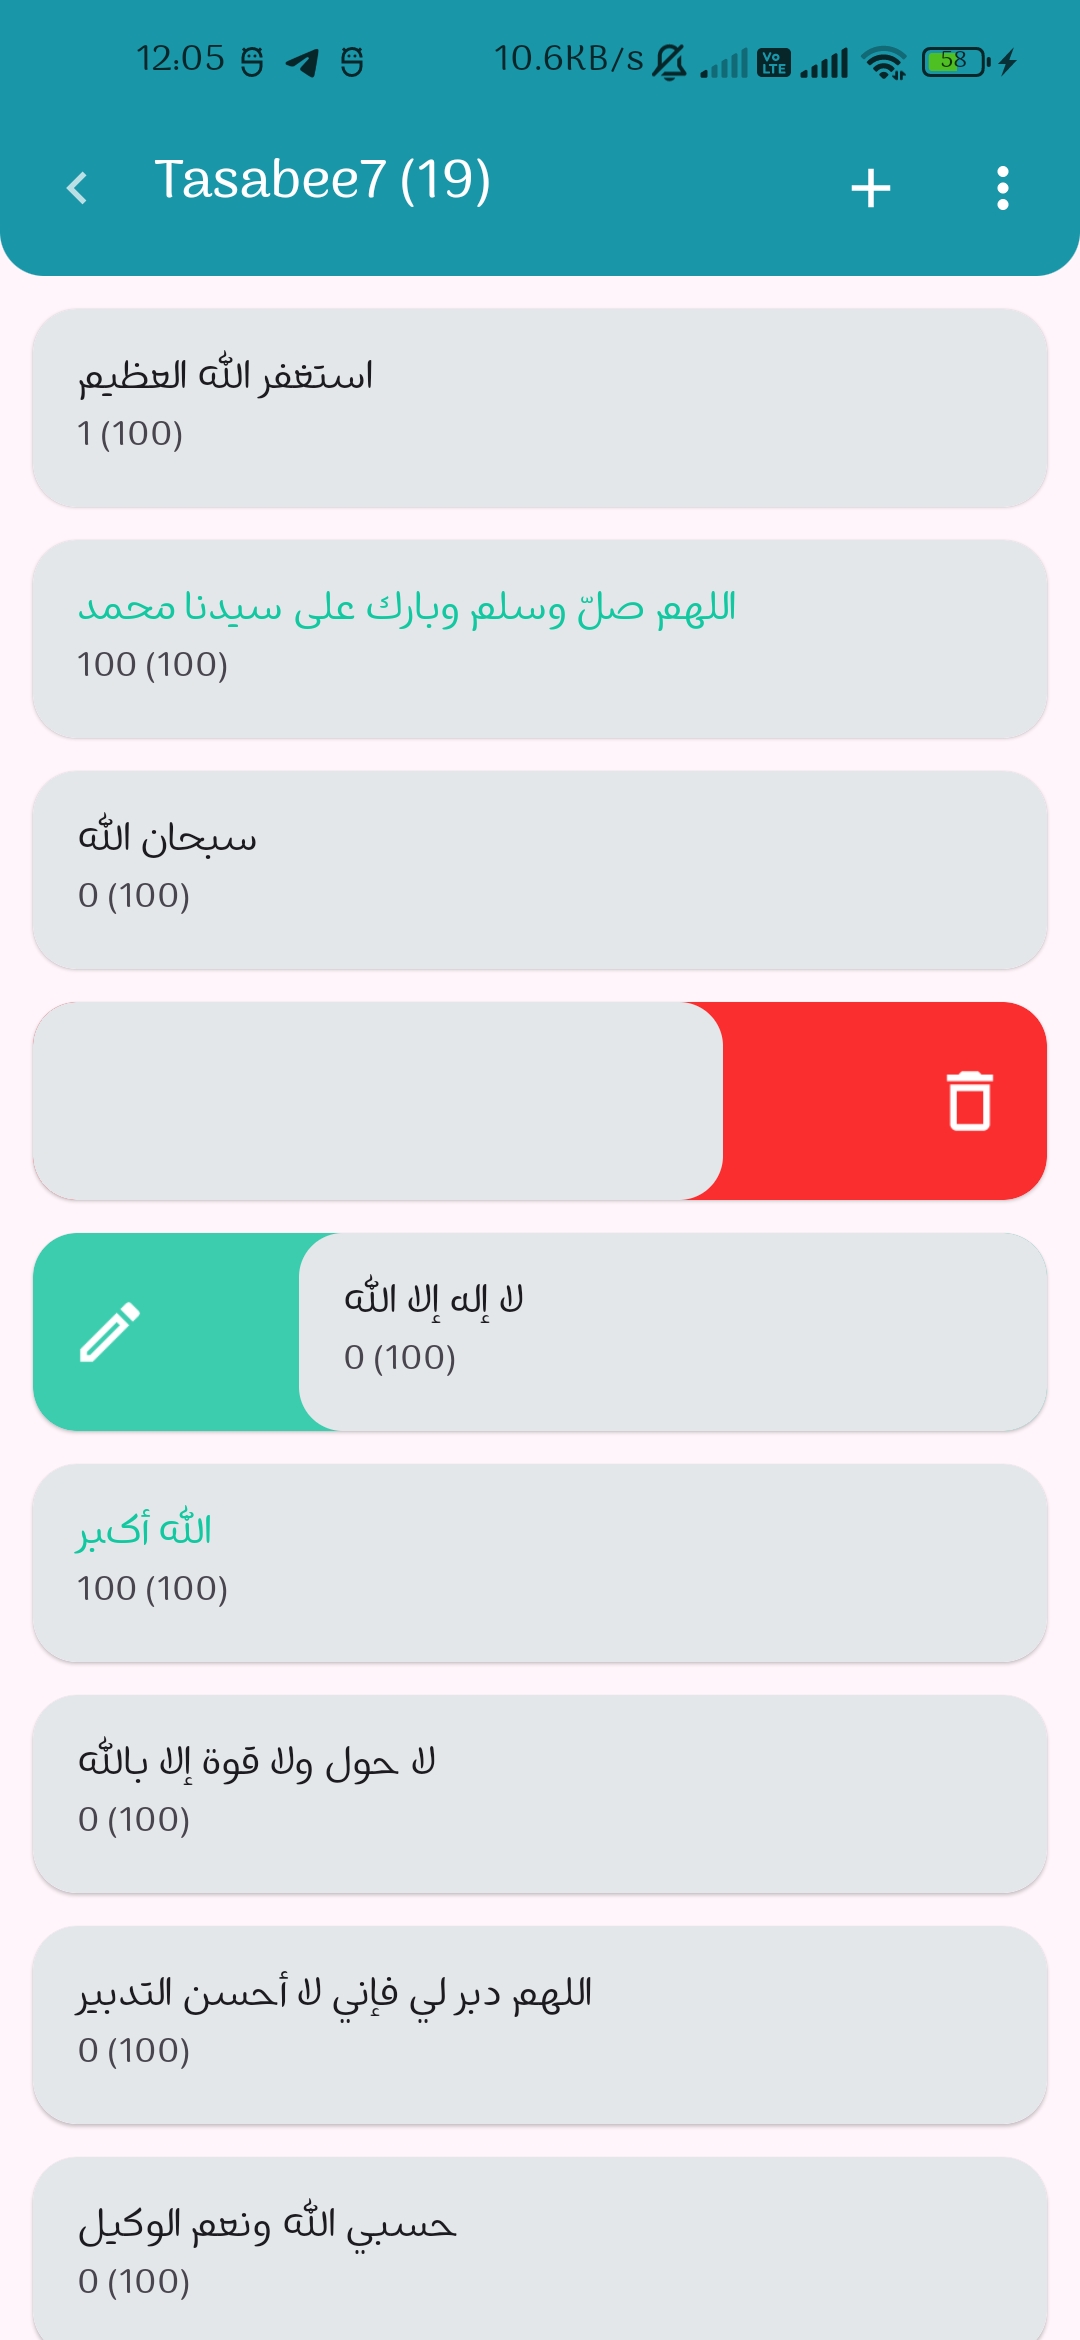 12:05 10.6KB/s Vo LTE 58
Tasabee7 (19)
استغفر الله العظيم
1 (100)
اللهم صلّ وسلم وبارك على سيدنا محمد
100 (100)
سبحان الله
0 (100)
لا إله إلا الله
0 (100)
الله أكبر
100 (100)
لا حول ولا قوة إلا بالله
0 (100)
اللهم دبر لي فإني لا أحسن التدبير
0 (100)
حسبي الله ونعم الوكيل
0 (100)